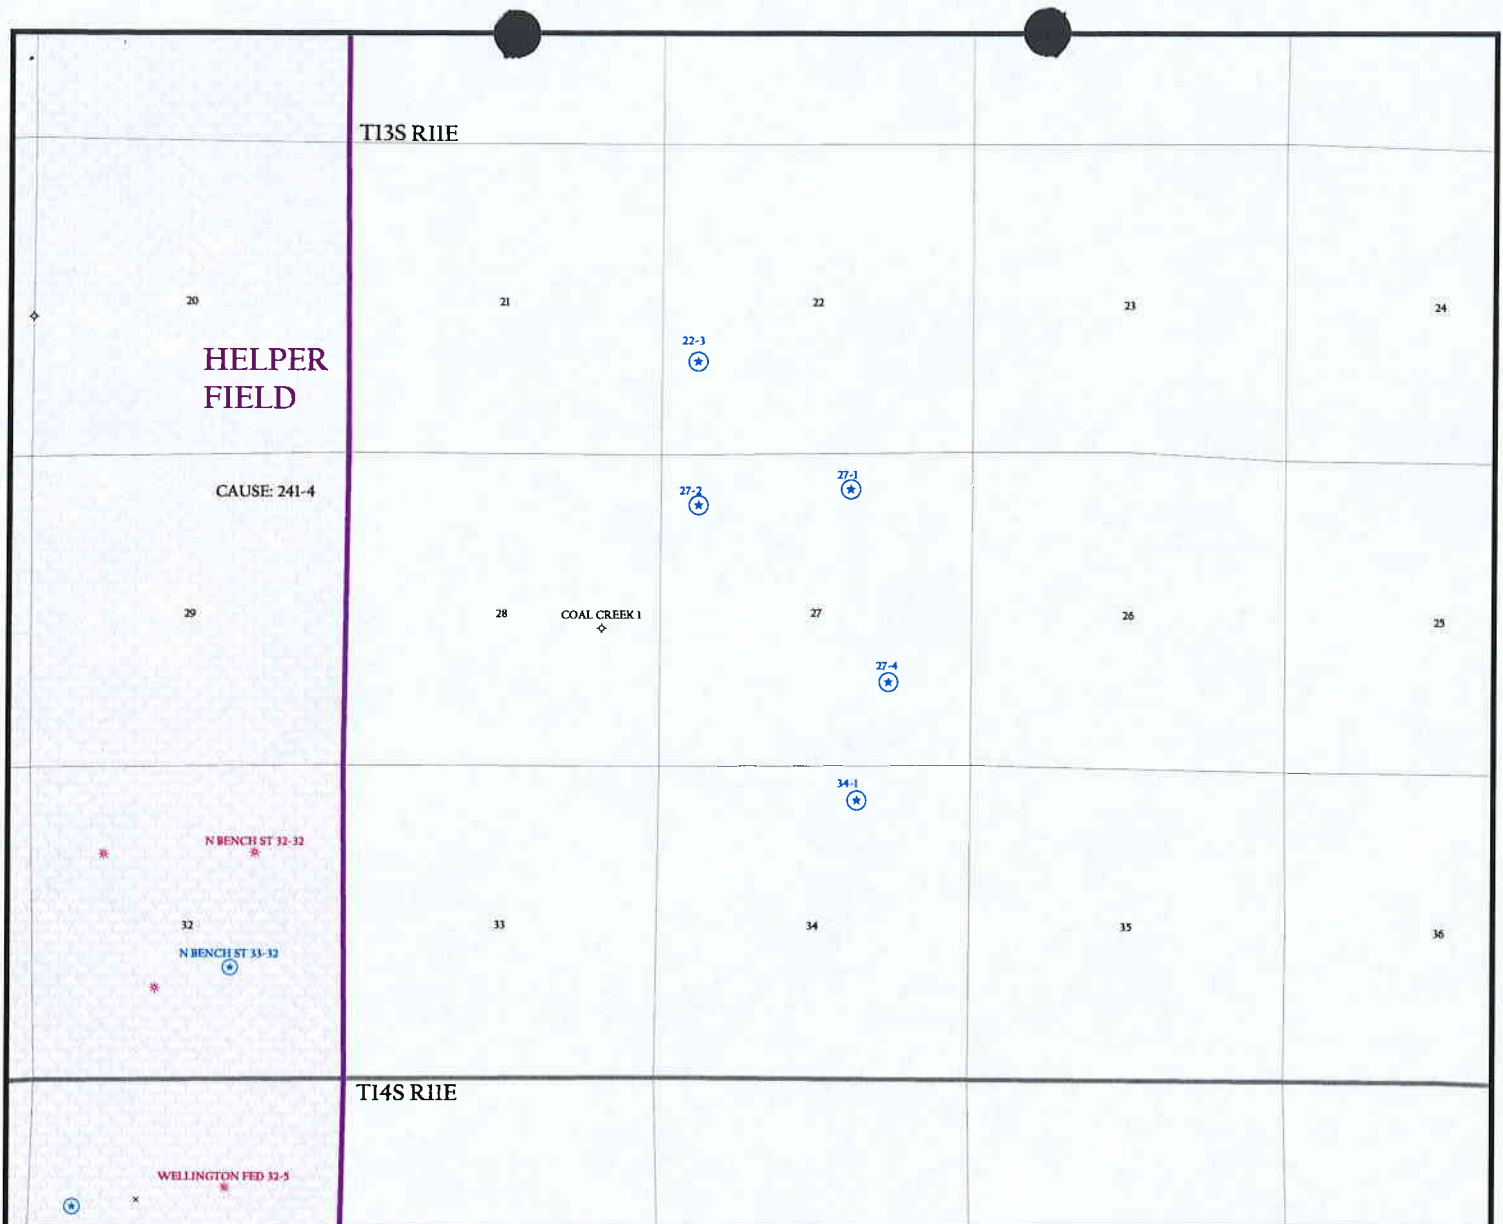 T13S R11E
20
21
22
23
24
22-3
HELPER
FIELD
27-1
27-2
CAUSE: 241-4
29
28
COAL CREEK 1
27
26
25
27-4
34-1
N BENCH ST 32-32
32
33
34
35
36
N BENCH ST 33-32
T14S R11E
WELLINGTON FED 32-5